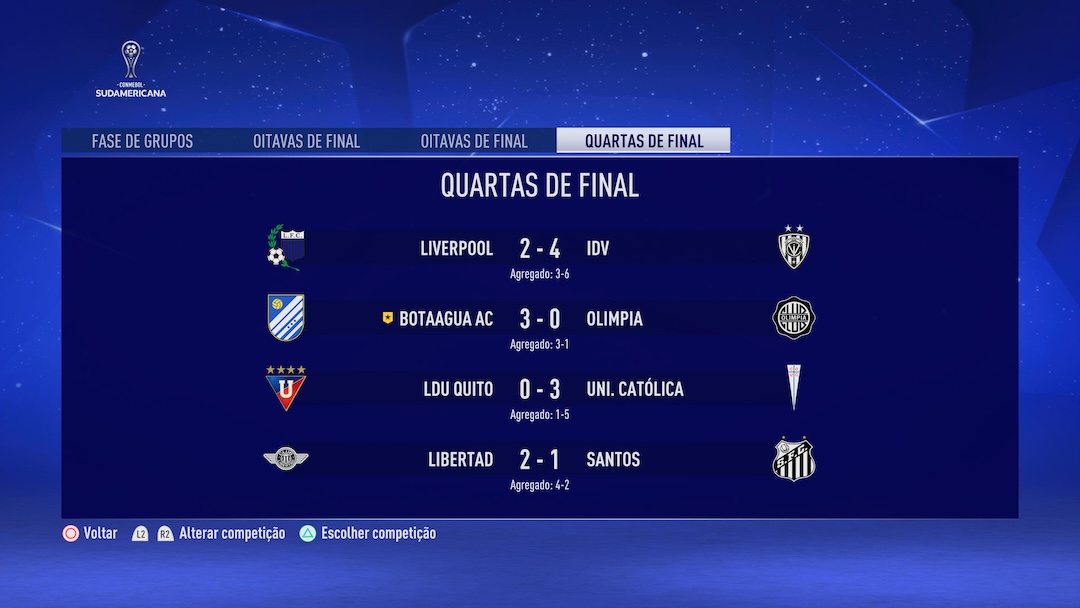 CONMEBOL
SUDAMERICANA
FASE DE GRUPOS OITAVAS DE FINAL OITAVAS DE FINAL QUARTAS DE FINAL
QUARTAS DE FINAL
L.F.C.
LIVERPOOL 2 - 4 IDV
Agregado: 3-6
BOTAAGUA AC 3 - 0 OLIMPIA
OLIMPIA
Agregado: 3-1
U
LDU QUITO 0 - 3 UNI. CATÓLICA
Agregado: 1-5
LIBERTAD 2 - 1 SANTOS
S.F.C.
Agregado: 4-2
Voltar L2 R2 Alterar competição Escolher competição